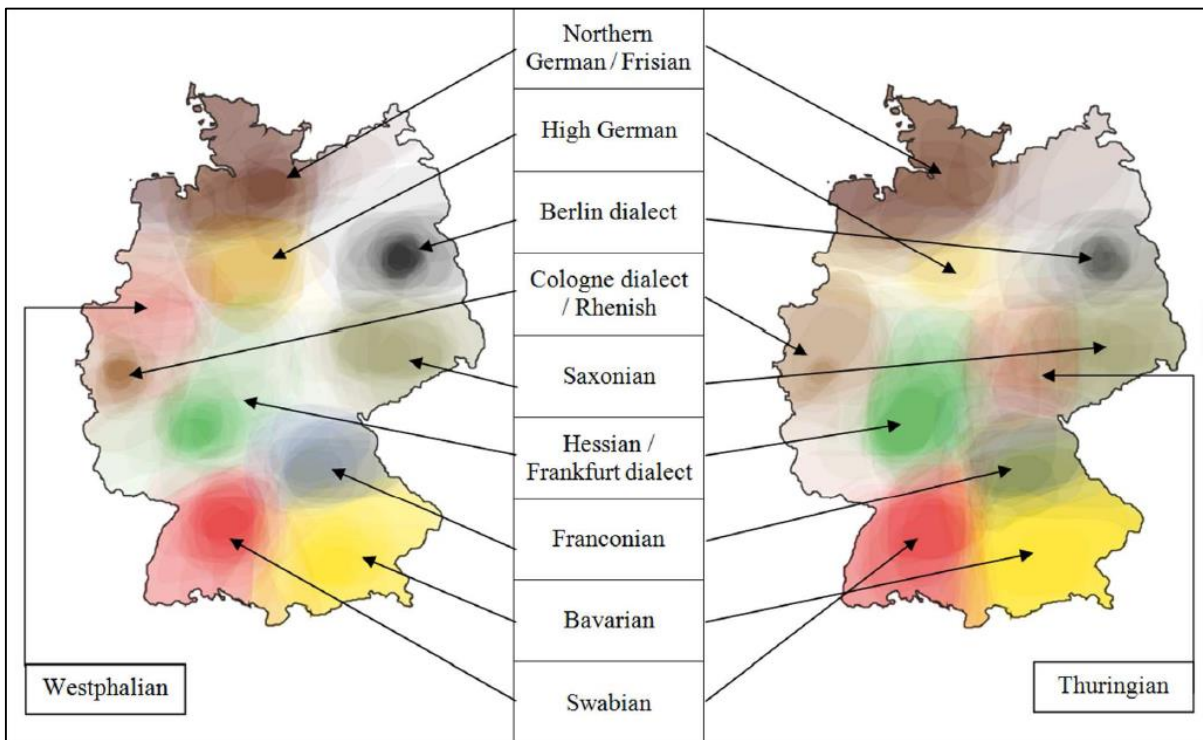 Northern
German / Frisian
High German
Berlin dialect
Cologne dialect
/ Rhenish
Saxonian
Hessian /
Frankfurt dialect
Franconian
Bavarian
Swabian
Westphalian
Thuringian